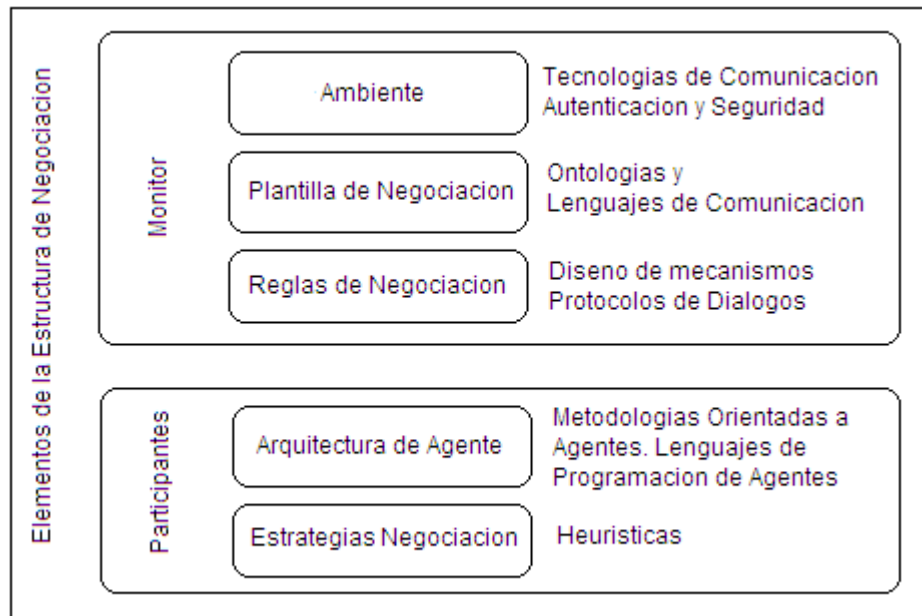 Elementos de la Estructura de Negociacion
Monitor
Ambiente
Tecnologias de Comunicacion
Autenticacion y Seguridad
Plantilla de Negociacion
Ontologias y
Lenguajes de Comunicacion
Reglas de Negociacion
Diseno de mecanismos
Protocolos de Dialogos
Participantes
Arquitectura de Agente
Metodologias Orientadas a
Agentes. Lenguajes de
Programacion de Agentes
Estrategias Negociacion
Heuristicas